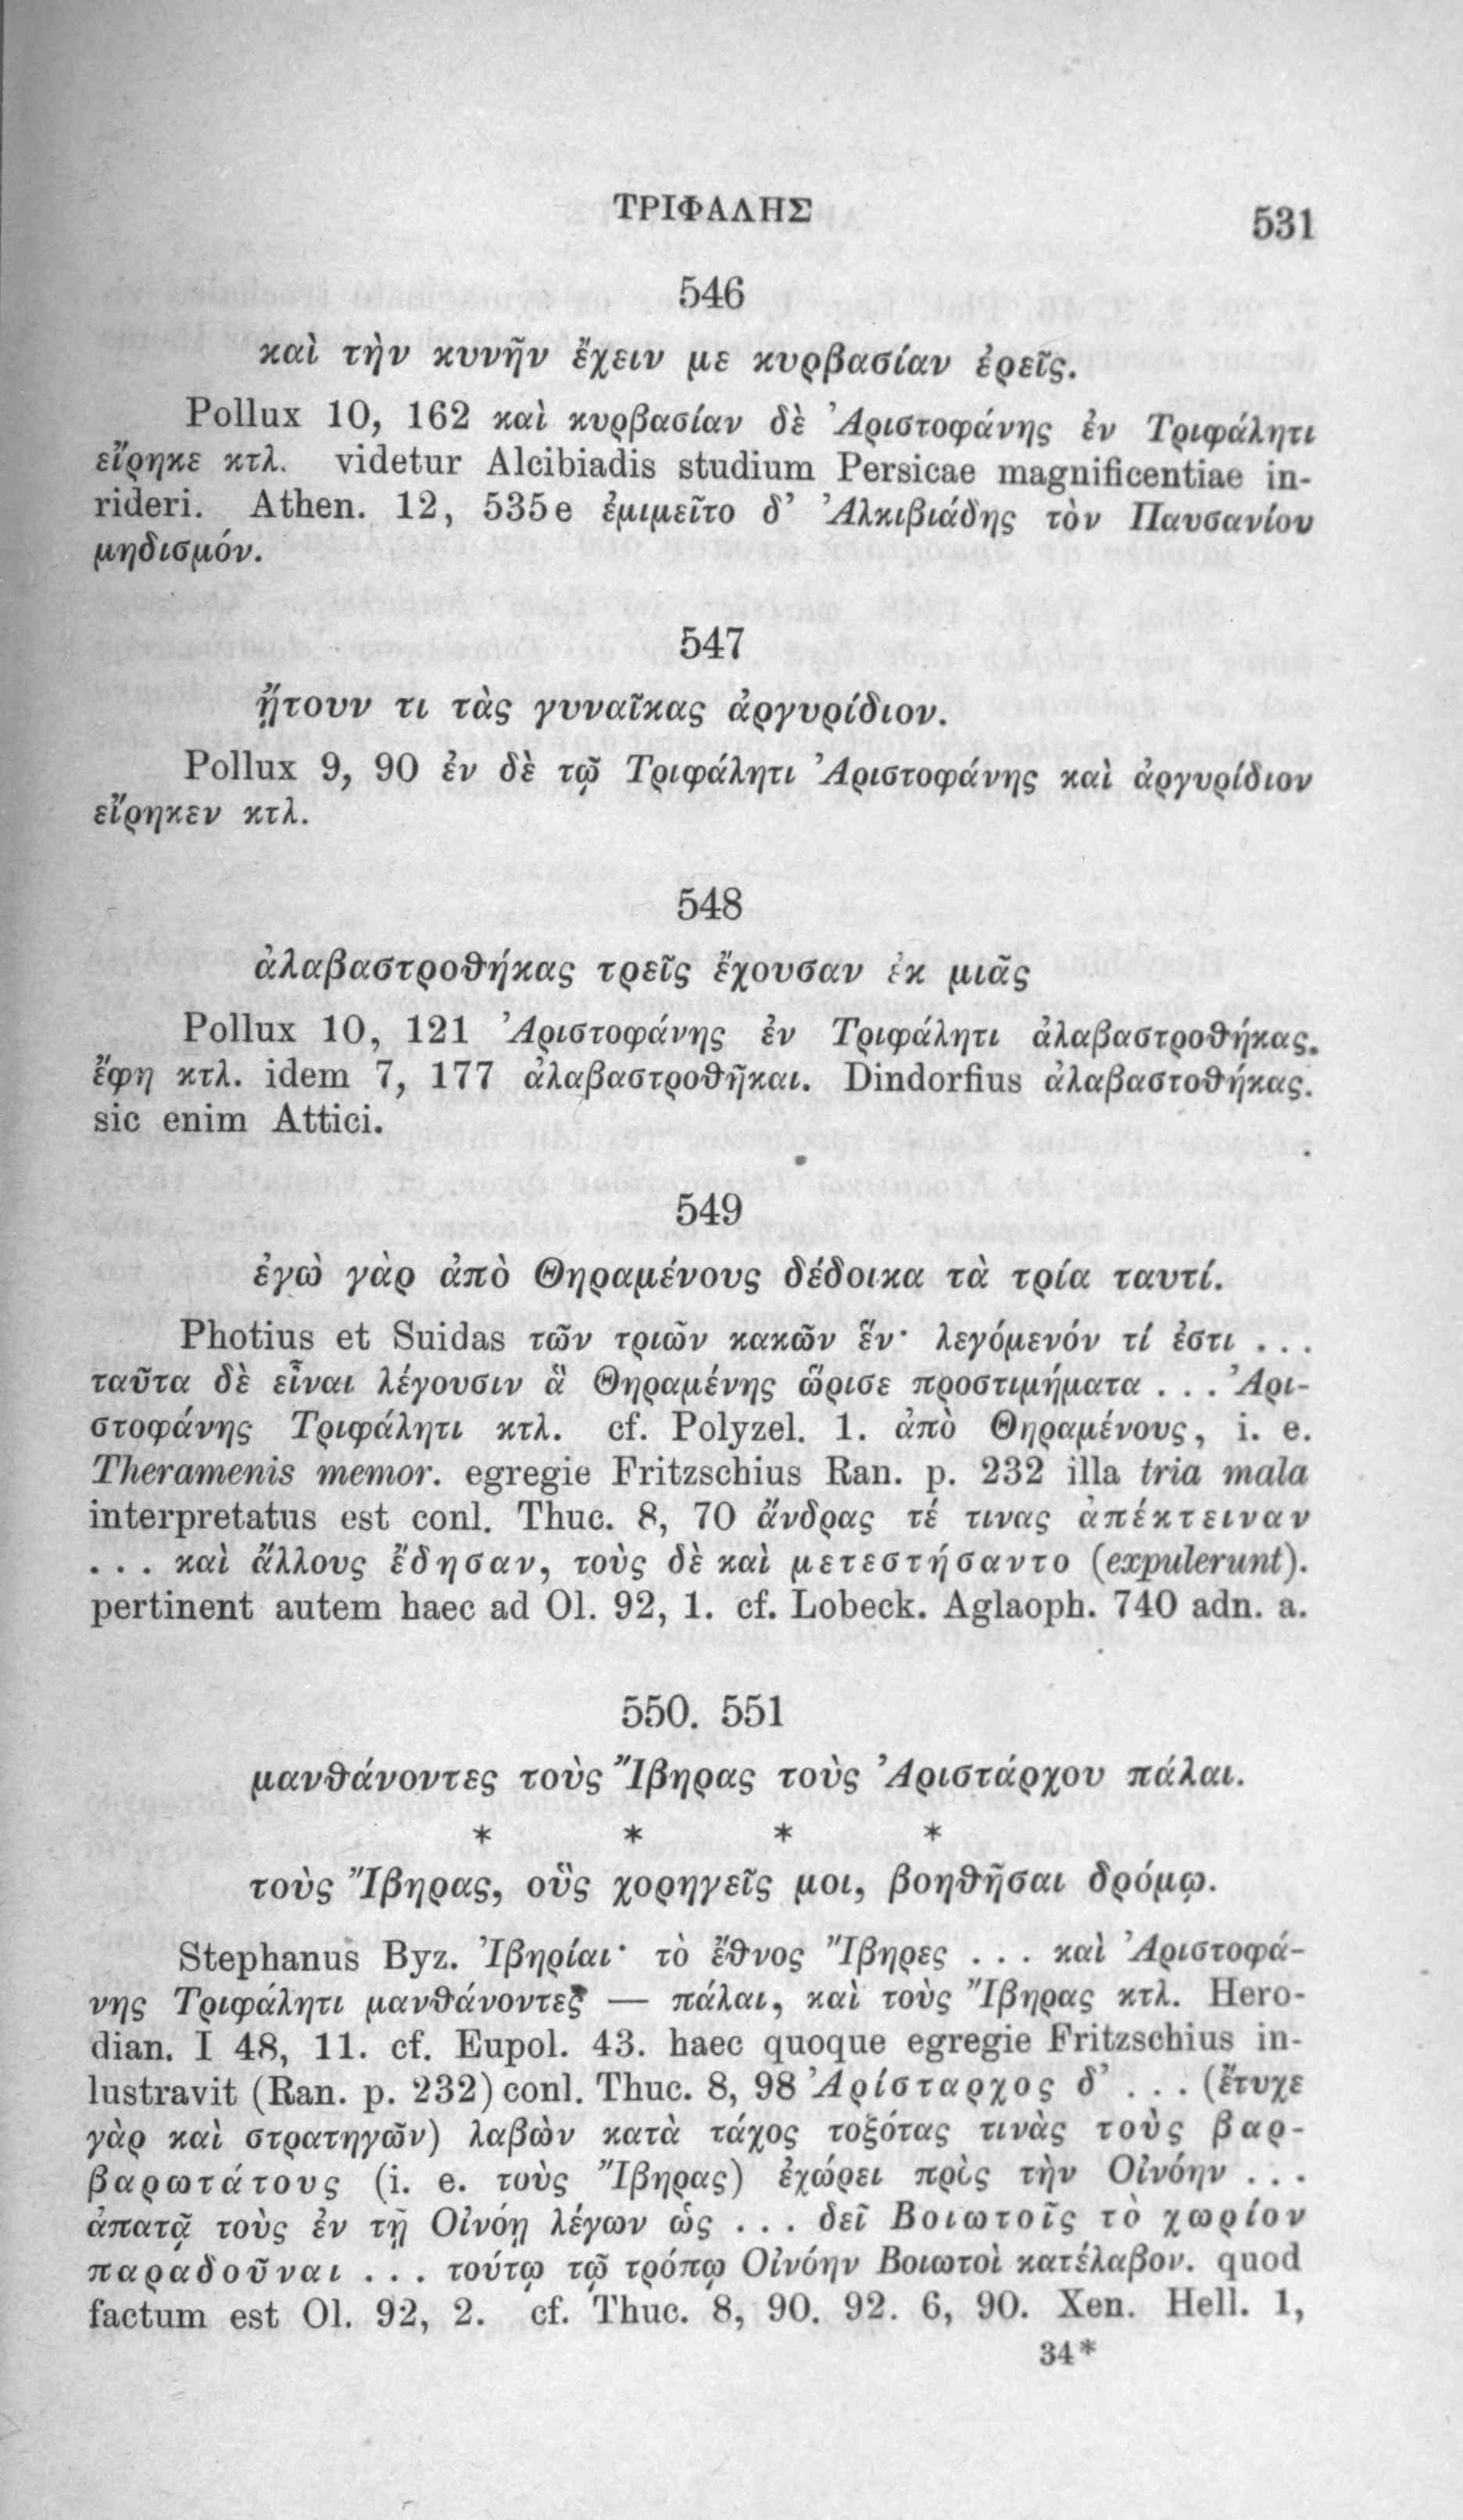 ΤΡΙΦΑΛΗΣ
531
546
καὶ τὴν κυνῆν ἔχειν με κυρβασίαν ἐρεῖς.
Pollux 10, 162 καὶ κυρβασίαν δὲ Ἀριστοφάνης ἐν Τριφάλητι
εἴρηκε κτλ. videtur Alcibiadis studium Persicae magnificentiae in-
rideri. Athen. 12, 535e ἐμιμεῖτο δ’ Ἀλκιβιάδης τὸν Παυσανίου
μηδισμόν.
547
ᾔτουν τι τὰς γυναῖκας ἀργυρίδιον.
Pollux 9, 90 ἐν δὲ τῷ Τριφάλητι Ἀριστοφάνης καὶ ἀργυρίδιον
εἴρηκεν κτλ.
548
ἀλαβαστροθήκας τρεῖς ἔχουσαν ἐκ μιᾶς
Pollux 10, 121 Ἀριστοφάνης ἐν Τριφάλητι ἀλαβαστροθήκας.
ἔφη κτλ. idem 7, 177 ἀλαβαστροθῆκαι. Dindorfius ἀλαβαστοθήκας.
sic enim Attici.
549
ἐγὼ γὰρ ἀπὸ Θηραμένους δέδοικα τὰ τρία ταυτί.
Photius et Suidas τῶν τριῶν κακῶν ἕν· λεγόμενόν τί ἐστι ...
ταῦτα δὲ εἶναι λέγουσιν ἃ Θηραμένης ὥρισε προστιμήματα ... Ἀρι-
στοφάνης Τριφάλητι κτλ. cf. Polyzel. 1. ἀπὸ Θηραμένους, i. e.
Theramenis memor. egregie Fritzschius Ran. p. 232 illa tria mala
interpretatus est conl. Thuc. 8, 70 ἄνδρας τέ τινας ἀπέκτειναν
... καὶ ἄλλους ἔδησαν, τοὺς δὲ καὶ μετεστήσαντο (expulerunt).
pertinent autem haec ad Ol. 92, 1. cf. Lobeck. Aglaoph. 740 adn. a.
550. 551
μανθάνοντες τοὺς Ἴβηρας τοὺς Ἀριστάρχου πάλαι.
* * * *
τοὺς Ἴβηρας, οὓς χορηγεῖς μοι, βοηθῆσαι δρόμῳ.
Stephanus Byz. Ἰβηρίαι· τὸ ἔθνος Ἴβηρες ... καὶ Ἀριστοφά-
νης Τριφάλητι μανθάνοντες — πάλαι, καὶ τοὺς Ἴβηρας κτλ. Hero-
dian. I 48, 11. cf. Eupol. 43. haec quoque egregie Fritzschius in-
lustravit (Ran. p. 232) conl. Thuc. 8, 98 Ἀρίσταρχος δ’ ... (ἔτυχε
γὰρ καὶ στρατηγῶν) λαβὼν κατὰ τάχος τοξότας τινὰς τοὺς βαρ-
βαρωτάτους (i. e. τοὺς Ἴβηρας) ἐχώρει πρὸς τὴν Οἰνόην ...
ἀπατᾷ τοὺς ἐν τῇ Οἰνόῃ λέγων ὡς ... δεῖ Βοιωτοῖς τὸ χωρίον
παραδοῦναι ... τούτῳ τῷ τρόπῳ Οἰνόην Βοιωτοὶ κατέλαβον. quod
factum est Ol. 92, 2. cf. Thuc. 8, 90. 92. 6, 90. Xen. Hell. 1,
34*